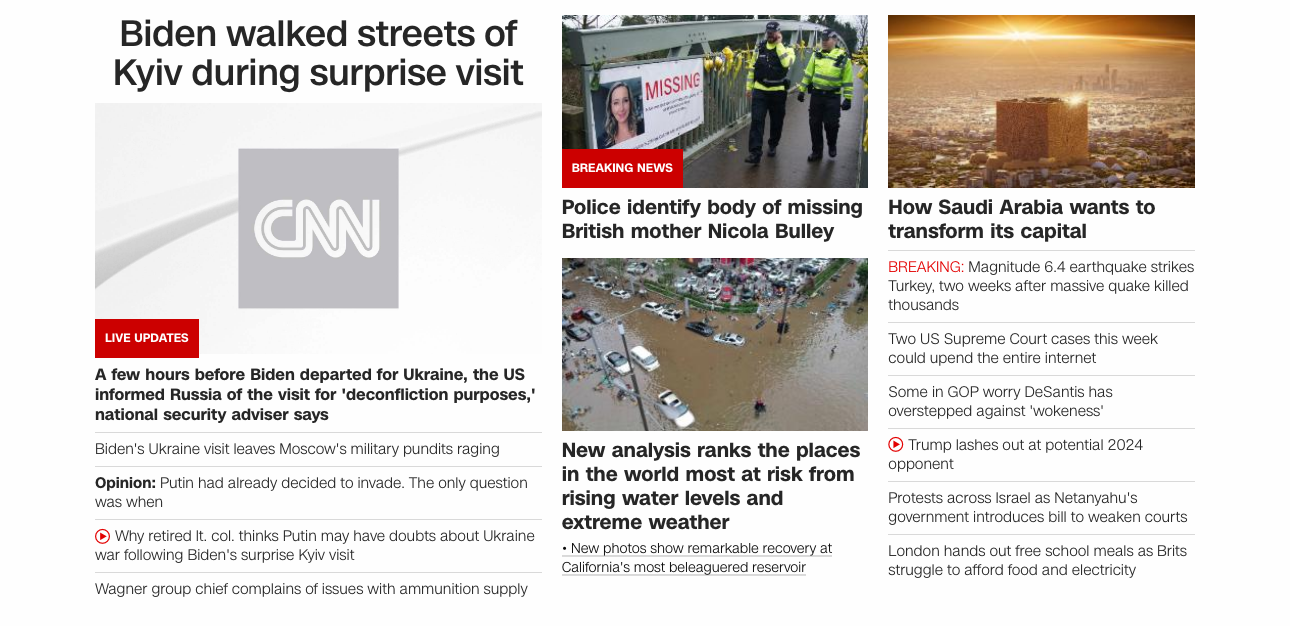 Biden walked streets of
Kyiv during surprise visit
CNN
LIVE UPDATES
A few hours before Biden departed for Ukraine, the US
informed Russia of the visit for 'deconfliction purposes,'
national security adviser says
Biden's Ukraine visit leaves Moscow's military pundits raging
Opinion: Putin had already decided to invade. The only question
was when
Why retired lt. col. thinks Putin may have doubts about Ukraine
war following Biden's surprise Kyiv visit
Wagner group chief complains of issues with ammunition supply
MISSING
BREAKING NEWS
Police identify body of missing
British mother Nicola Bulley
New analysis ranks the places
in the world most at risk from
rising water levels and
extreme weather
• New photos show remarkable recovery at
California's most beleaguered reservoir
How Saudi Arabia wants to
transform its capital
BREAKING: Magnitude 6.4 earthquake strikes
Turkey, two weeks after massive quake killed
thousands
Two US Supreme Court cases this week
could upend the entire internet
Some in GOP worry DeSantis has
overstepped against 'wokeness'
Trump lashes out at potential 2024
opponent
Protests across Israel as Netanyahu's
government introduces bill to weaken courts
London hands out free school meals as Brits
struggle to afford food and electricity